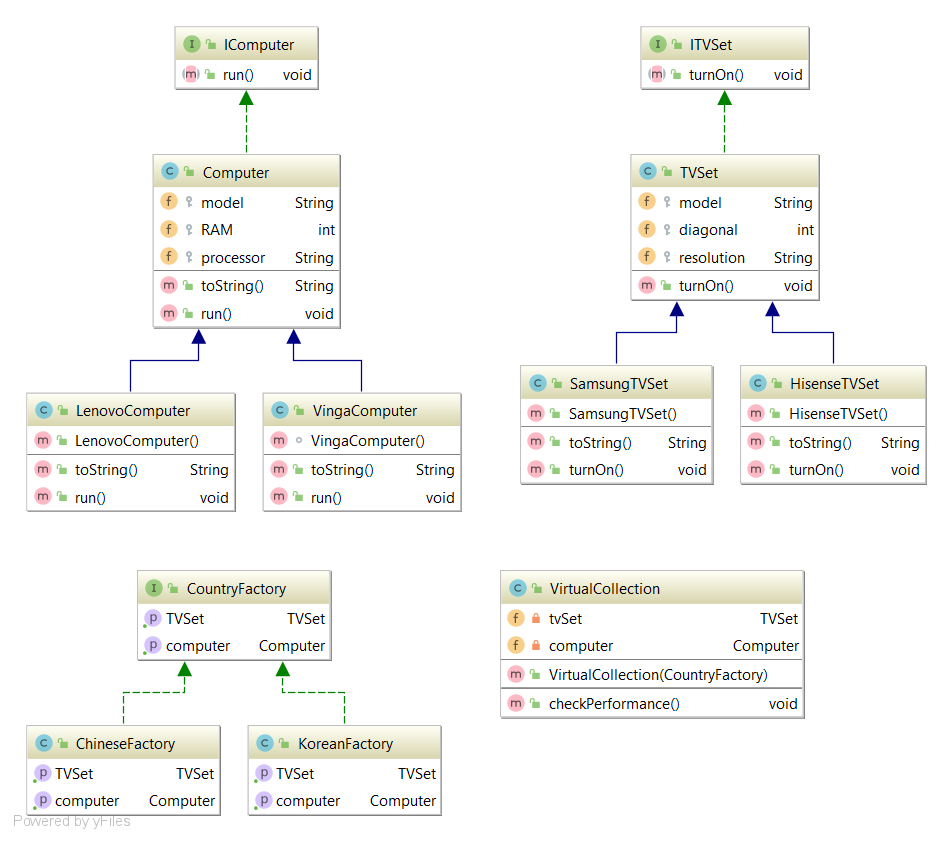 IComputer
run() void
ITVSet
turnOn() void
Computer
model String
RAM int
processor String
toString() String
run() void
TVSet
model String
diagonal int
resolution String
turnOn() void
LenovoComputer
LenovoComputer()
toString() String
run() void
VingaComputer
VingaComputer()
toString() String
run() void
SamsungTVSet
SamsungTVSet()
toString() String
turnOn() void
HisenseTVSet
HisenseTVSet()
toString() String
turnOn() void
CountryFactory
TVSet TVSet
computer Computer
VirtualCollection
tvSet TVSet
computer Computer
VirtualCollection(CountryFactory)
checkPerformance() void
ChineseFactory
TVSet TVSet
computer Computer
KoreanFactory
TVSet TVSet
computer Computer
Powered by yFiles